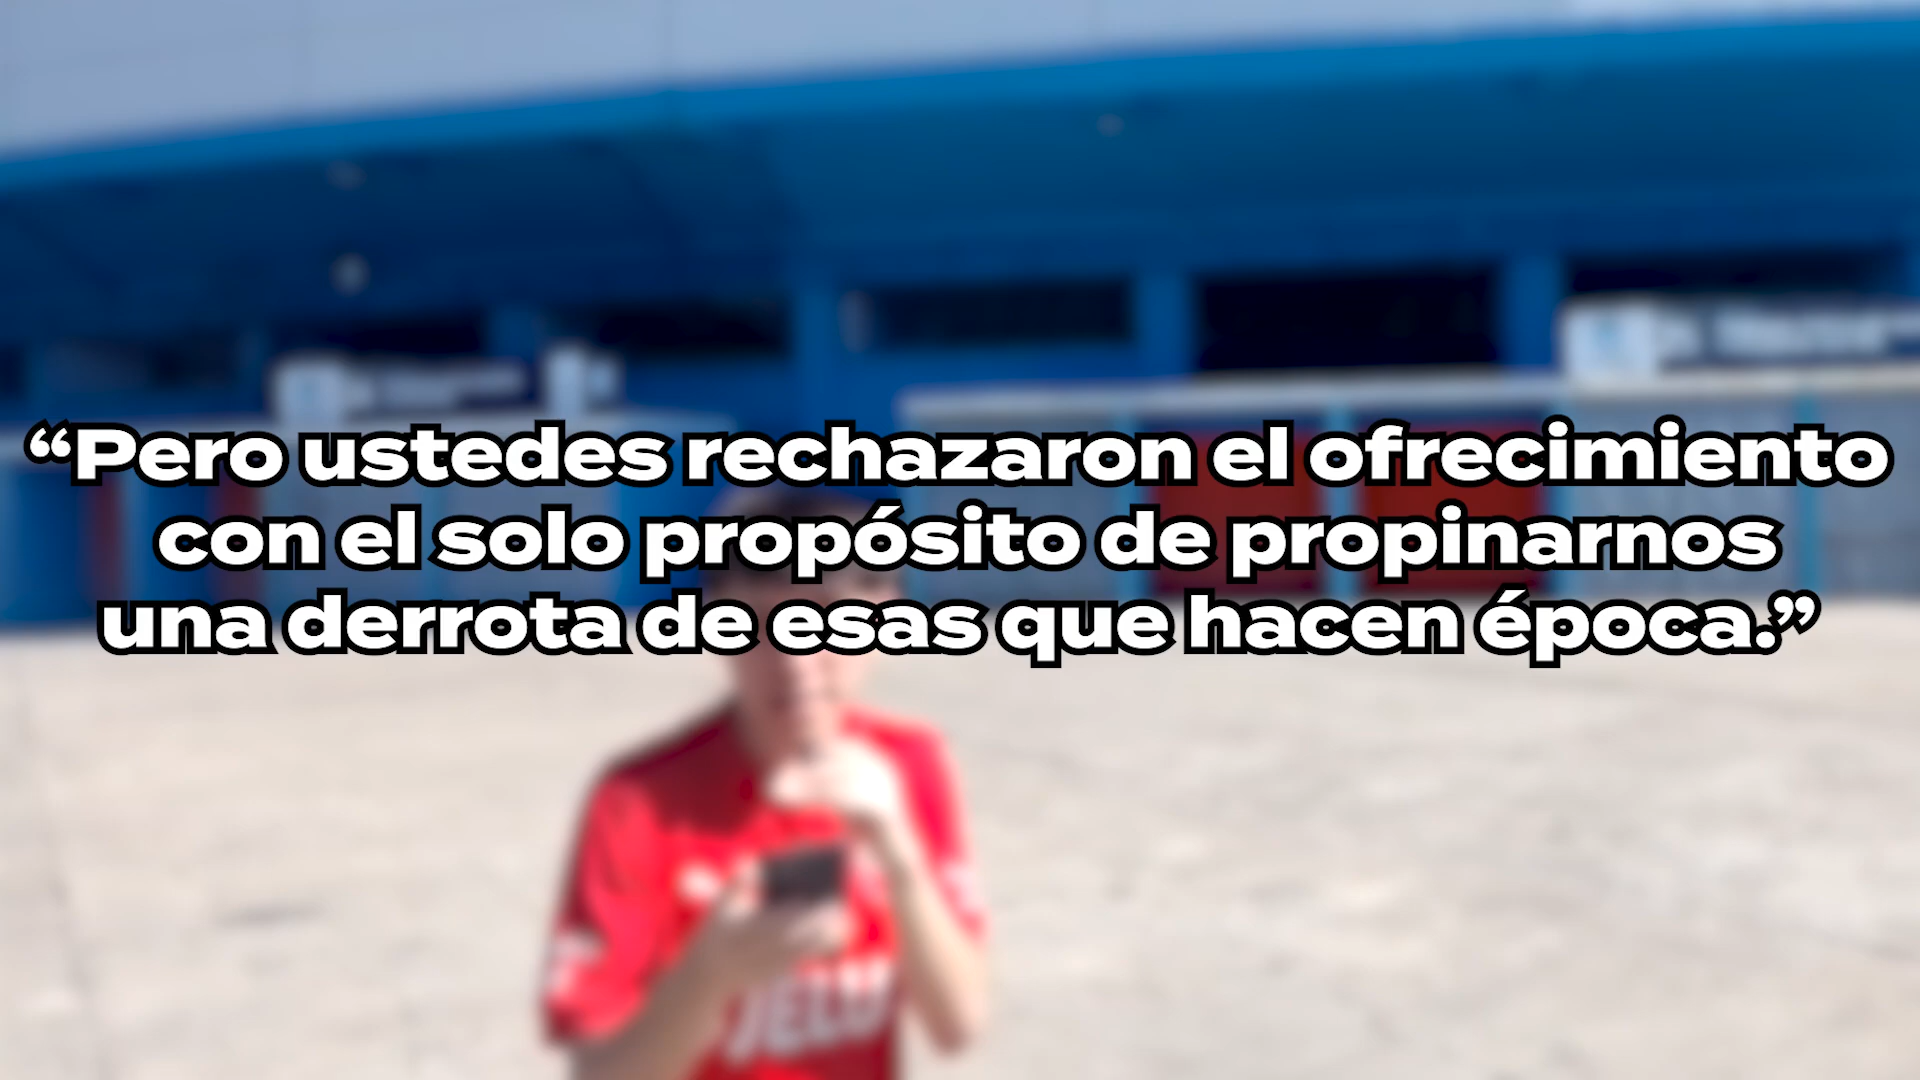 “Pero ustedes rechazaron el ofrecimiento
con el solo propósito de propinarnos
una derrota de esas que hacen época.”